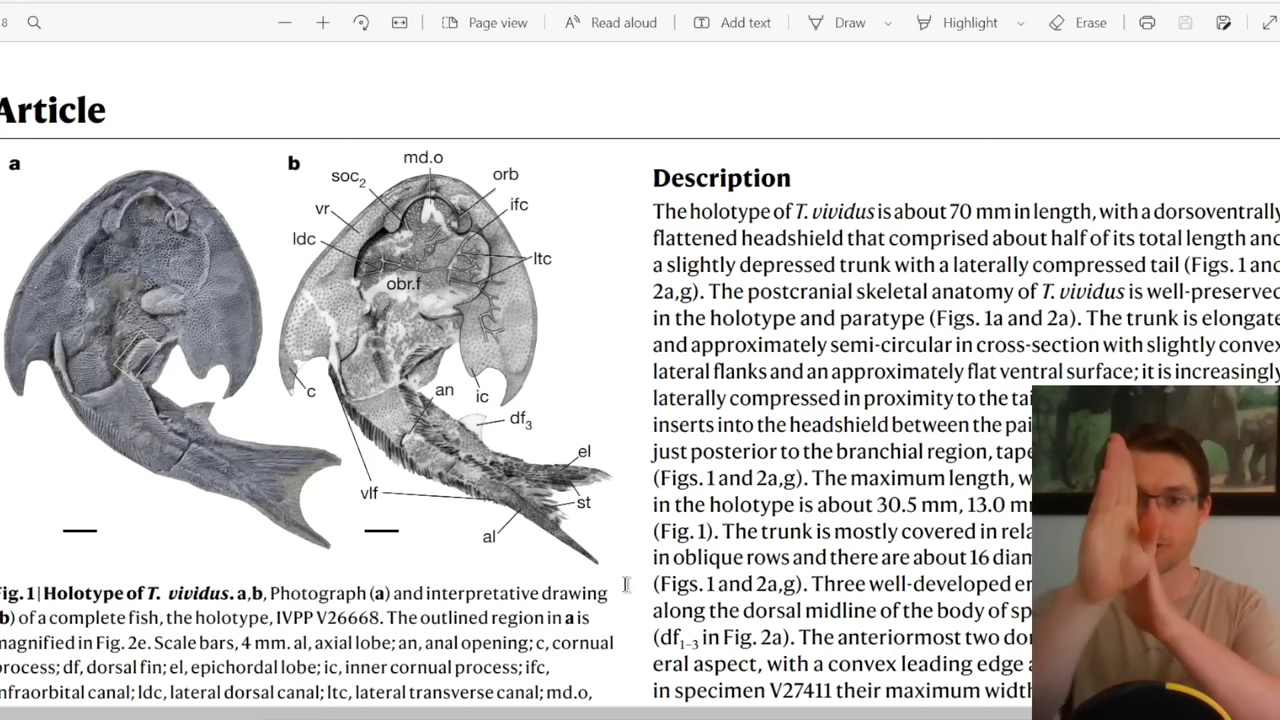 8
Page view
Read aloud
Add text
Draw
Highlight
Erase
Article
a
b
md.o
soc2
orb
vr
ifc
ldc
ltc
obr.f
c
an
ic
df3
el
vlf
st
al
Fig. 1 | Holotype of T. vividus. a,b, Photograph (a) and interpretative drawing
b) of a complete fish, the holotype, IVPP V26668. The outlined region in a is
magnified in Fig. 2e. Scale bars, 4 mm. al, axial lobe; an, anal opening; c, cornual
process; df, dorsal fin; el, epichordal lobe; ic, inner cornual process; ifc,
nfraorbital canal; ldc, lateral dorsal canal; ltc, lateral transverse canal; md.o,
Description
The holotype of T. vividus is about 70 mm in length, with a dorsoventrally
flattened headshield that comprised about half of its total length and
a slightly depressed trunk with a laterally compressed tail (Figs. 1 and
2a,g). The postcranial skeletal anatomy of T. vividus is well-preserved
in the holotype and paratype (Figs. 1a and 2a). The trunk is elongate
and approximately semi-circular in cross-section with slightly convex
lateral flanks and an approximately flat ventral surface; it is increasingly
laterally compressed in proximity to the tai
inserts into the headshield between the pai
just posterior to the branchial region, tape
(Figs. 1 and 2a,g). The maximum length, w
in the holotype is about 30.5 mm, 13.0 m
(Fig. 1). The trunk is mostly covered in rela
in oblique rows and there are about 16 diam
(Figs. 1 and 2a,g). Three well-developed er
along the dorsal midline of the body of sp
(df1–3 in Fig. 2a). The anteriormost two do
eral aspect, with a convex leading edge
in specimen V27411 their maximum width